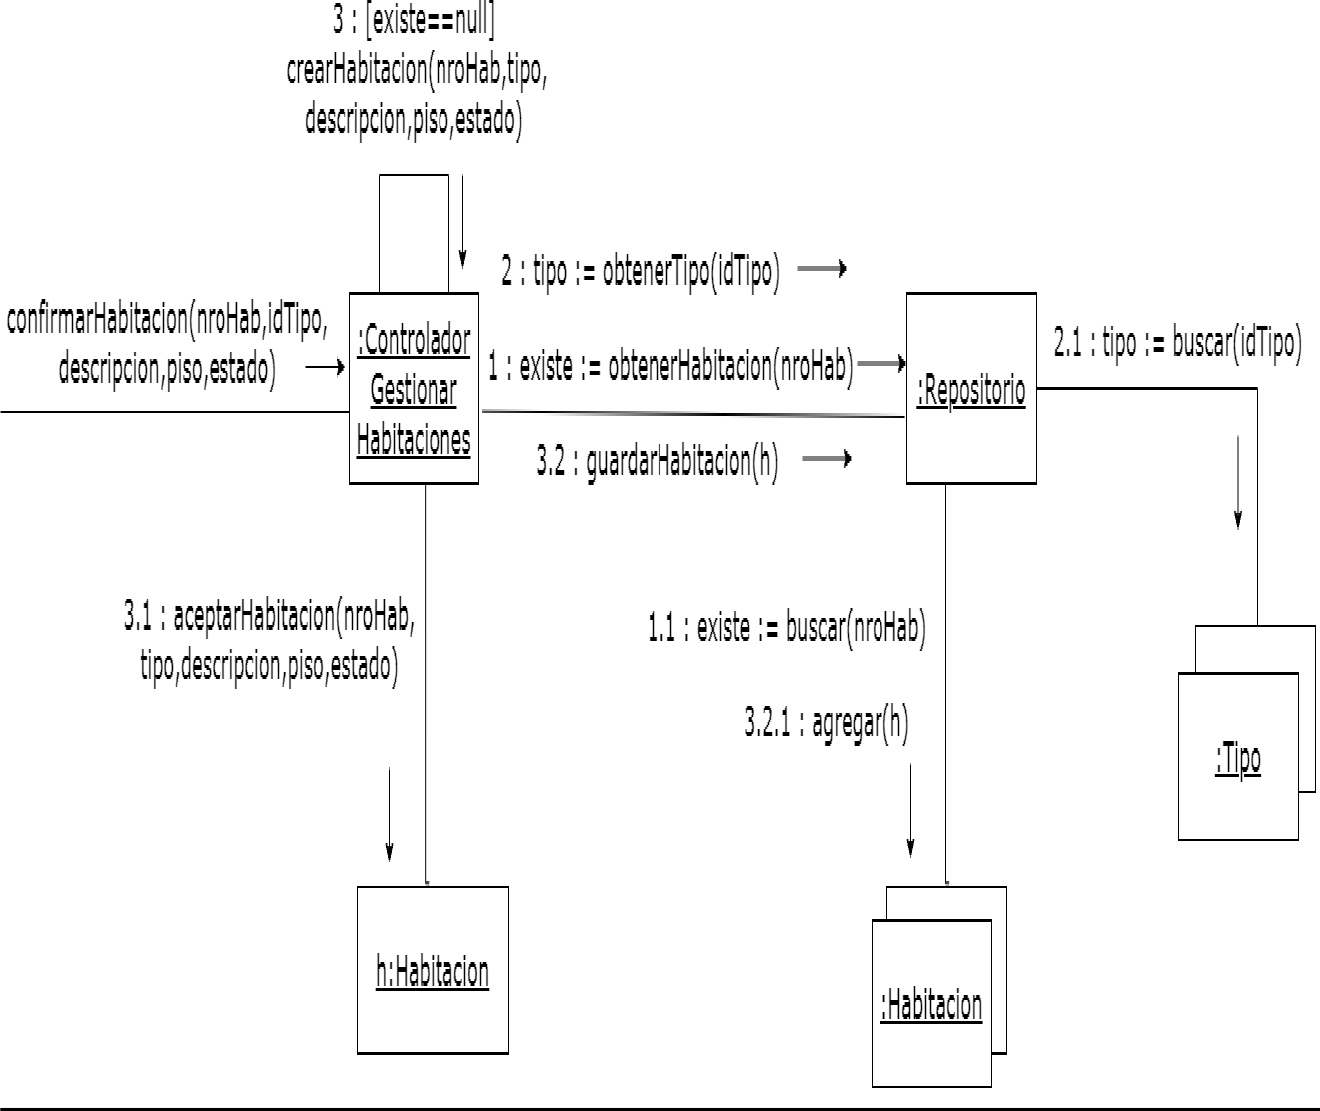 3 : [existe==null]
crearHabitacion(nroHab,tipo,
descripcion,piso,estado)
2 : tipo := obtenerTipo(idTipo)
confirmarHabitacion(nroHab,idTipo,
descripcion,piso,estado)
:Controlador
Gestionar
Habitaciones
1 : existe := obtenerHabitacion(nroHab)
:Repositorio
2.1 : tipo := buscar(idTipo)
3.2 : guardarHabitacion(h)
3.1 : aceptarHabitacion(nroHab,
tipo,descripcion,piso,estado)
1.1 : existe := buscar(nroHab)
3.2.1 : agregar(h)
:Tipo
h:Habitacion
:Habitacion